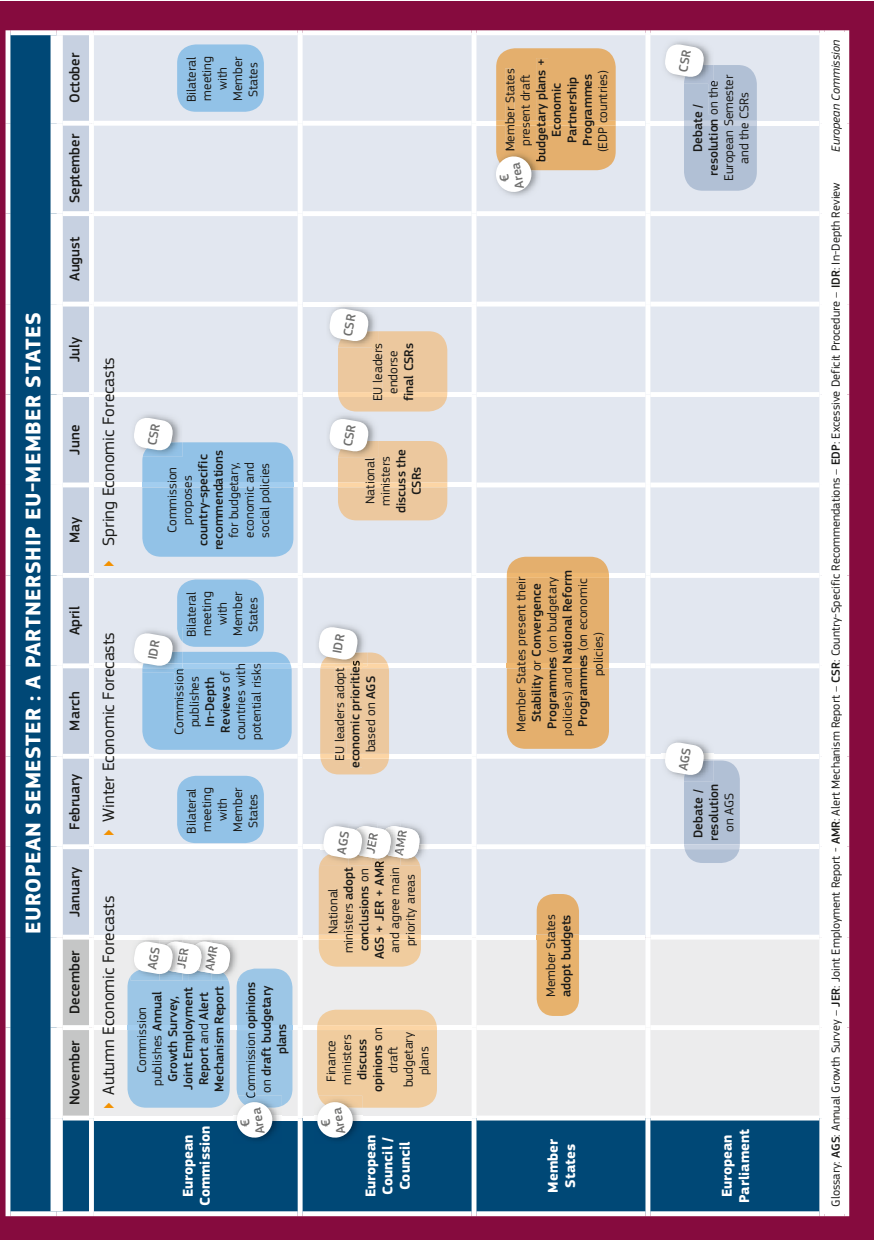 EUROPEAN SEMESTER : A PARTNERSHIP EU-MEMBER STATES
November
December
January
February
March
April
May
June
July
August
September
October
European
Commission
Autumn Economic Forecasts
Winter Economic Forecasts
Spring Economic Forecasts
Commission
publishes Annual
Growth Survey,
Joint Employment
Report and Alert
Mechanism Report
AGS
JER
AMR
€
Area
Commission opinions
on draft budgetary
plans
Bilateral
meeting
with
Member
States
Commission
publishes
In-Depth
Reviews of
countries with
potential risks
IDR
Bilateral
meeting
with
Member
States
Commission
proposes
country-specific
recommendations
for budgetary,
economic and
social policies
CSR
Bilateral
meeting
with
Member
States
European
Council /
Council
€
Area
Finance
ministers
discuss
opinions on
draft
budgetary
plans
National
ministers adopt
conclusions on
AGS + JER + AMR
and agree main
priority areas
AGS
JER
AMR
EU leaders adopt
economic priorities
based on AGS
IDR
National
ministers
discuss the
CSRs
CSR
EU leaders
endorse
final CSRs
CSR
Member
States
Member States
adopt budgets
Member States present their
Stability or Convergence
Programmes (on budgetary
policies) and National Reform
Programmes (on economic
policies)
€
Area
Member States
present draft
budgetary plans +
Economic
Partnership
Programmes
(EDP countries)
European
Parliament
Debate /
resolution
on AGS
AGS
Debate /
resolution on the
European Semester
and the CSRs
CSR
Glossary: AGS: Annual Growth Survey – JER: Joint Employment Report – AMR: Alert Mechanism Report – CSR: Country-Specific Recommendations – EDP: Excessive Deficit Procedure – IDR: In-Depth Review
European Commission